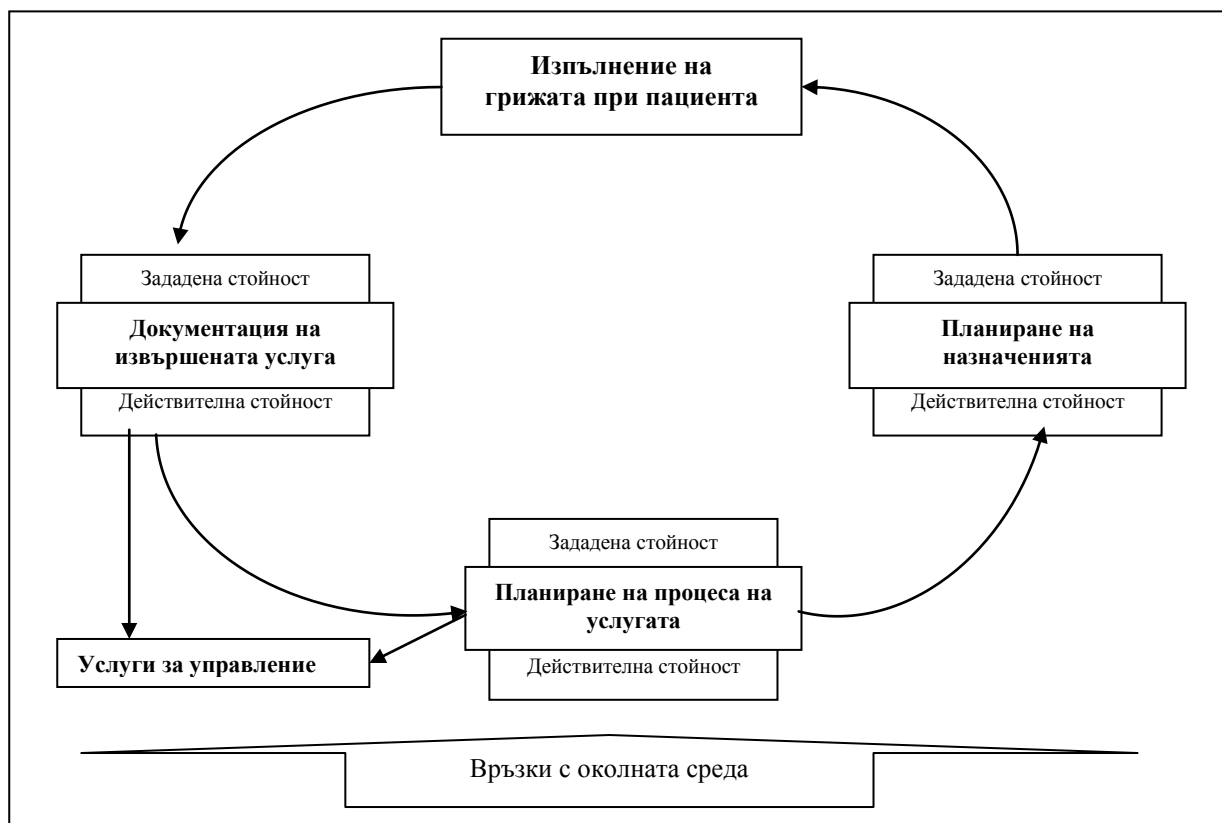 Изпълнение на
грижата при пациента
Зададена стойност
Документация на
извършената услуга
Действителна стойност
Зададена стойност
Планиране на
назначенията
Действителна стойност
Зададена стойност
Планиране на процеса на
услугата
Действителна стойност
Услуги за управление
Връзки с околната среда